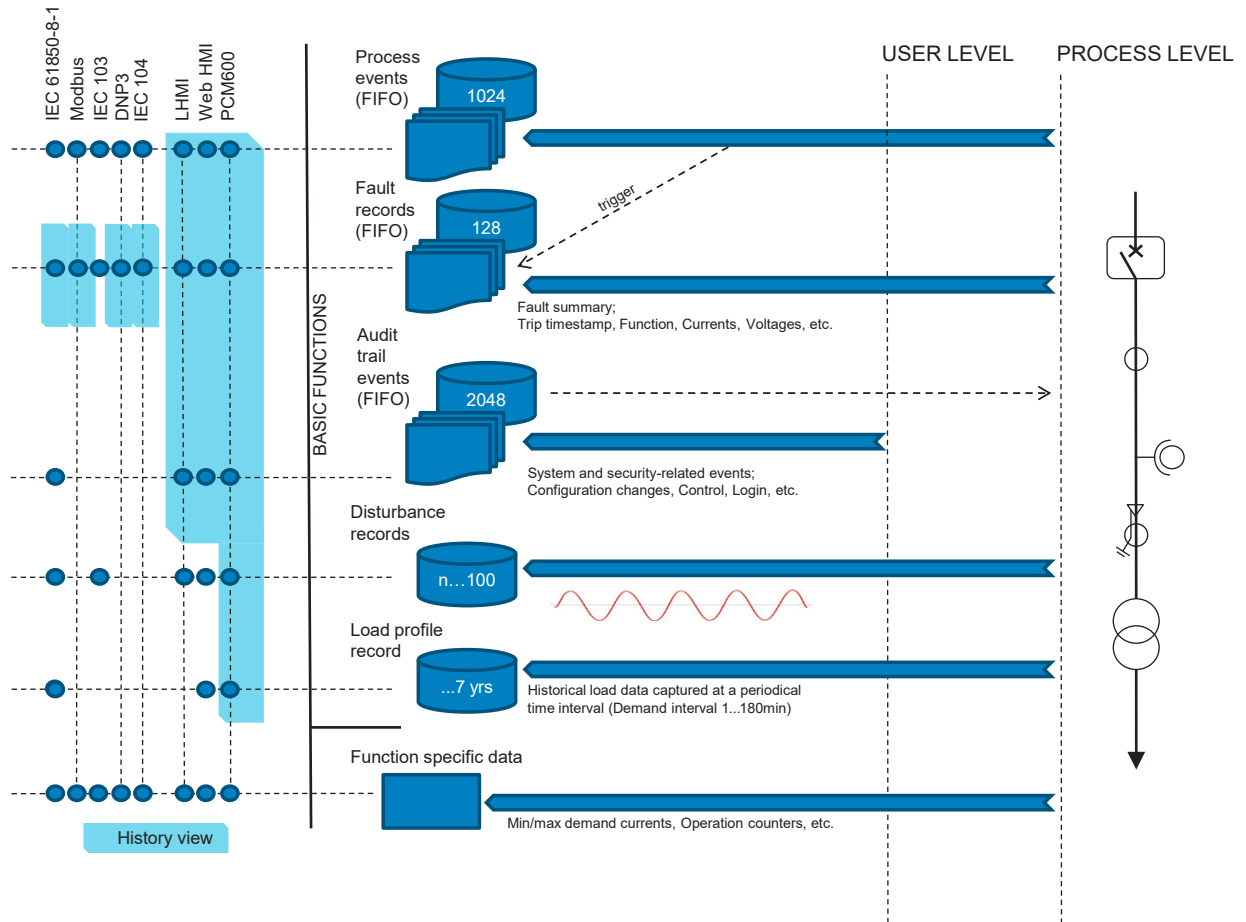 IEC 61850-8-1
Modbus
IEC 103
DNP3
IEC 104
LHMI
Web HMI
PCM600
USER LEVEL
PROCESS LEVEL
BASIC FUNCTIONS
Process
events
(FIFO)
1024
trigger
Fault
records
(FIFO)
128
Fault summary;
Trip timestamp, Function, Currents, Voltages, etc.
Audit
trail
events
(FIFO)
2048
System and security-related events;
Configuration changes, Control, Login, etc.
Disturbance
records
n…100
Load profile
record
...7 yrs
Historical load data captured at a periodical
time interval (Demand interval 1...180min)
Function specific data
Min/max demand currents, Operation counters, etc.
History view